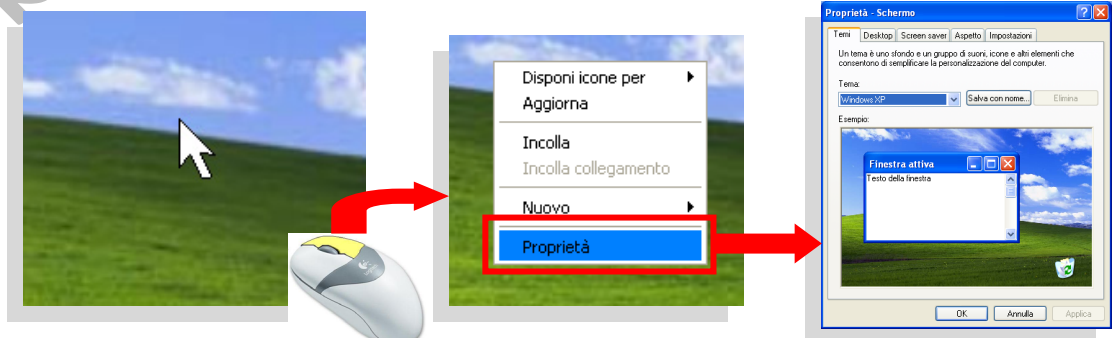 Disponi icone per
Aggiorna
Incolla
Incolla collegamento
Nuovo
Proprietà
Proprietà - Schermo
Temi Desktop Screen saver Aspetto Impostazioni
Un tema è uno sfondo e un gruppo di suoni, icone e altri elementi che
consentono di semplificare la personalizzazione del computer.
Tema:
Windows XP Salva con nome... Elimina
Esempio:
Finestra attiva
Testo della finestra
OK Annulla Applica